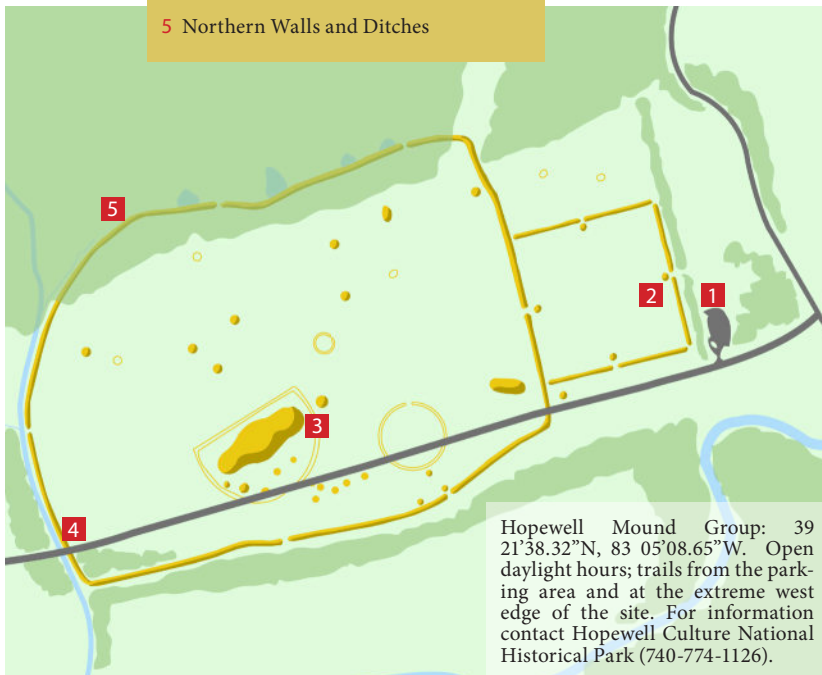 5 Northern Walls and Ditches
5
2
1
3
4
Hopewell Mound Group: 39
21'38.32”N, 83 05’08.65”W. Open
daylight hours; trails from the park-
ing area and at the extreme west
edge of the site. For information
contact Hopewell Culture National
Historical Park (740-774-1126).